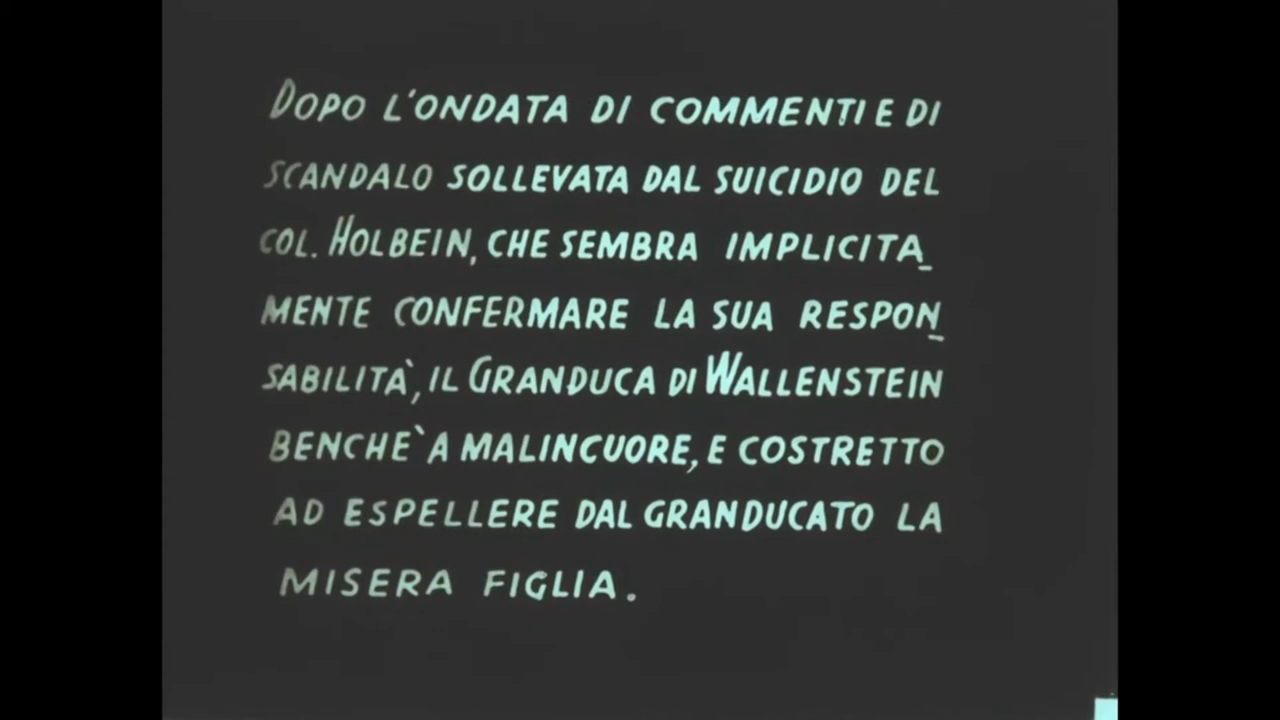 DOPO L'ONDATA DI COMMENTI E DI
SCANDALO SOLLEVATA DAL SUICIDIO DEL
COL. HOLBEIN, CHE SEMBRA IMPLICITA_
MENTE CONFERMARE LA SUA RESPON_
SABILITÀ, IL GRANDUCA DI WALLENSTEIN
BENCHE` A MALINCUORE, E COSTRETTO
AD ESPELLERE DAL GRANDUCATO LA
MISERA FIGLIA.